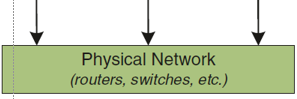 Physical Network
(routers, switches, etc.)